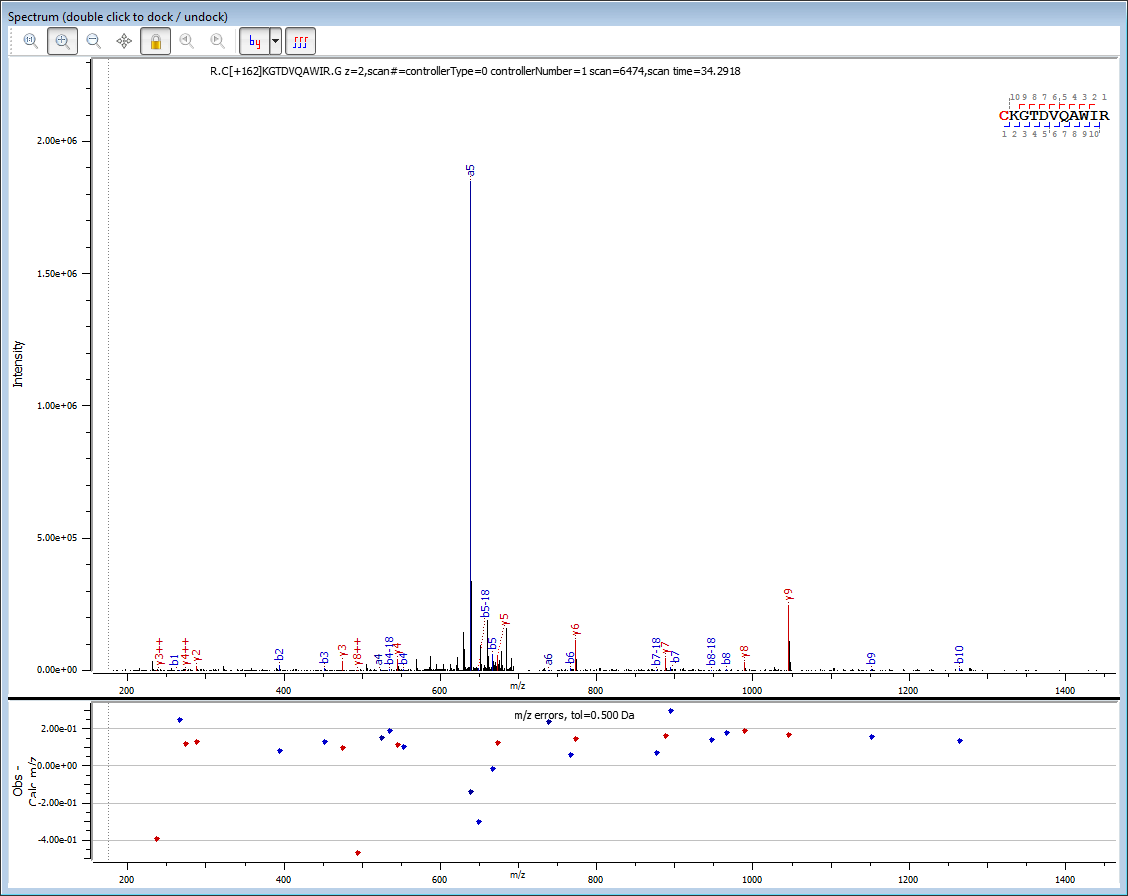 Spectrum (double click to dock / undock)
by
R.C[+162]KGTDVQAWIR.G z=2,scan#=controllerType=0 controllerNumber=1 scan=6474,scan time=34.2918
10 9 8 7 6 5 4 3 2 1
CKGTDVQAWIR
1 2 3 4 5 6 7 8 9 10
Intensity
2.00e+06
1.50e+06
1.00e+06
5.00e+05
0.00e+00
y3++
b1
y4++
y2
b2
b3
y3
y8++
a4
b4-18
y4
b4
a5
b5-18
b5
y5
a6
b6
y6
b7-18
y7
b7
b8-18
b8
y8
y9
b9
b10
200
400
600
800
1000
1200
1400
m/z
m/z errors, tol=0.500 Da
Obs -
Calc m/z
2.00e-01
0.00e+00
-2.00e-01
-4.00e-01
200
400
600
800
1000
1200
1400
m/z